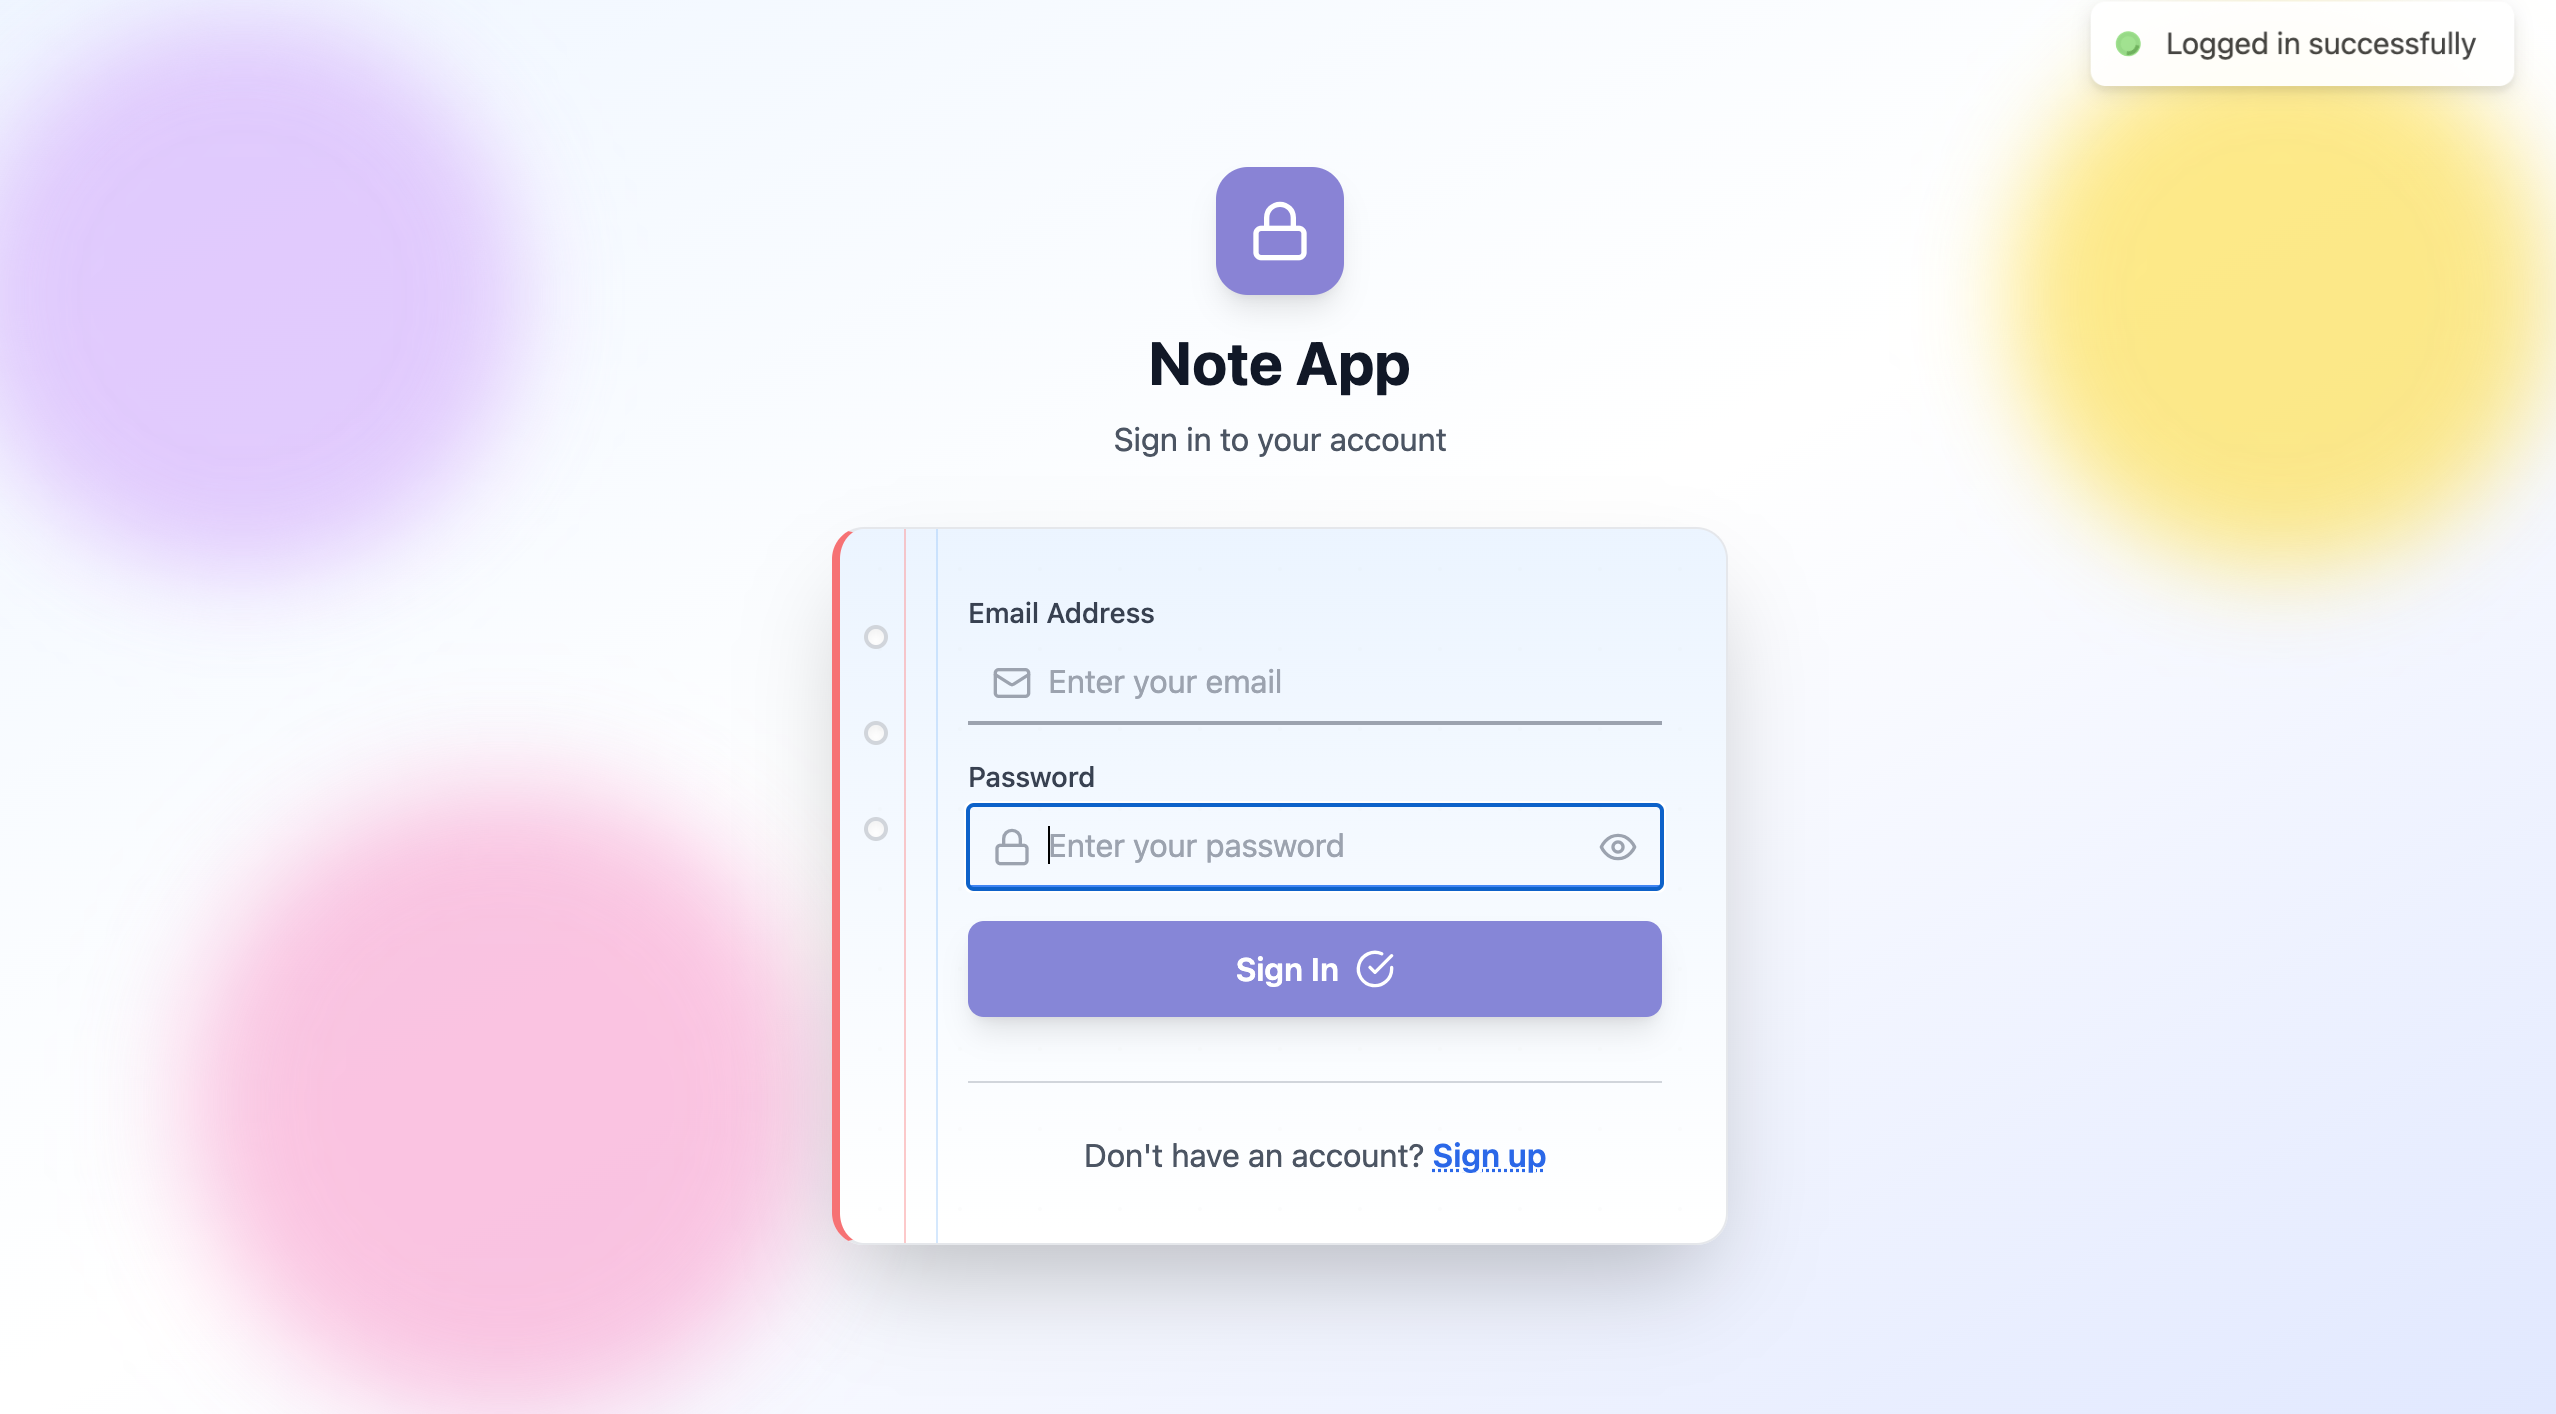 Logged in successfully
Note App
Sign in to your account
Email Address
Enter your email
Password
Enter your password
Sign In
Don't have an account? Sign up